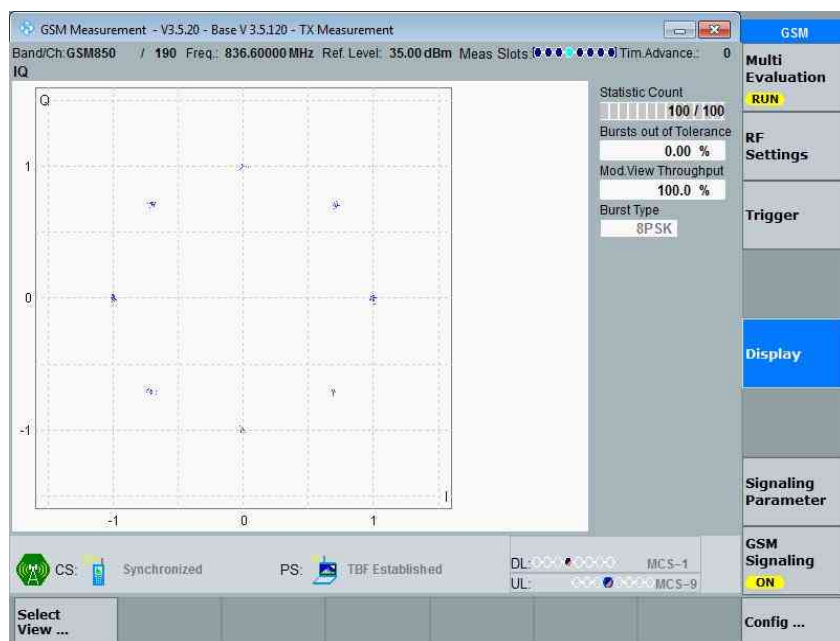 GSM Measurement - V3.5.20 - Base V 3.5.120 - TX Measurement
GSM
Band/Ch: GSM850 / 190 Freq.: 836.60000 MHz Ref. Level: 35.00 dBm Meas Slots: Tim.Advance.: 0
IQ
Multi Evaluation
RUN
RF Settings
Trigger
Display
Signaling Parameter
GSM Signaling
ON
Config ...
Statistic Count
100 / 100
Bursts out of Tolerance
0.00 %
Mod.View Throughput
100.0 %
Burst Type
8PSK
Q
1
0
-1
I
-1 0 1
CS: Synchronized PS: TBF Established DL: MCS-1
UL: MCS-9
Select View ...